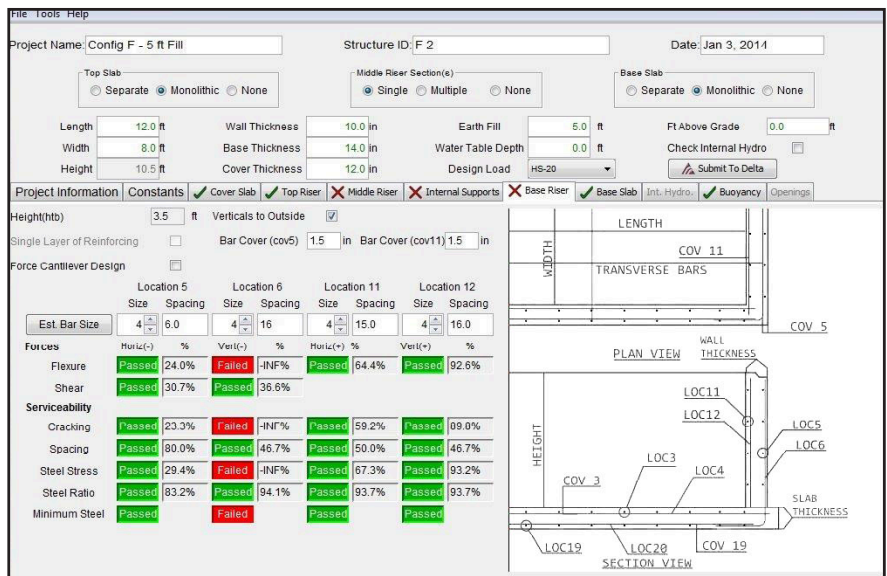 File Tools Help
Project Name: Config F - 5 ft Fill Structure ID: F 2 Date: Jan 3, 2014
Top Slab Middle Riser Section(s) Base Slab
Separate Monolithic None Single Multiple None Separate Monolithic None
Length 12.0 ft Wall Thickness 10.0 in Earth Fill 5.0 ft Ft Above Grade 0.0 ft
Width 8.0 ft Base Thickness 14.0 in Water Table Depth 0.0 ft Check Internal Hydro
Height 10.5 ft Cover Thickness 12.0 in Design Load HS-20 Submit To Delta
Project Information Constants Cover Slab Top Riser Middle Riser Internal Supports Base Riser Base Slab Int. Hydro. Buoyancy Openings
Height(htb) 3.5 ft Verticals to Outside
Single Layer of Reinforcing Bar Cover (cov5) 1.5 in Bar Cover (cov11) 1.5 in
Force Cantilever Design
Location 5 Location 6 Location 11 Location 12
Size Spacing Size Spacing Size Spacing Size Spacing
Est. Bar Size 4 6.0 4 16 4 15.0 4 16.0
Forces Horiz(-) % Vert(-) % Horiz(+) % Vert(+) %
Flexure Passed 24.0% Failed -INF% Passed 64.4% Passed 92.6%
Shear Passed 30.7% Passed 36.6%
Serviceability
Cracking Passed 23.3% Failed -INF% Passed 59.2% Passed 89.8%
Spacing Passed 80.0% Passed 46.7% Passed 50.0% Passed 46.7%
Steel Stress Passed 29.4% Failed -INF% Passed 67.3% Passed 93.2%
Steel Ratio Passed 83.2% Passed 94.1% Passed 93.7% Passed 93.7%
Minimum Steel Passed Failed Passed Passed
LENGTH
WIDTH
COV 11
TRANSVERSE BARS
COV 5
PLAN VIEW
WALL
THICKNESS
LOC11
LOC12
LOC5
LOC6
HEIGHT
LOC3
LOC4
COV 3
SLAB
THICKNESS
LOC19
LOC20
COV 19
SECTION VIEW